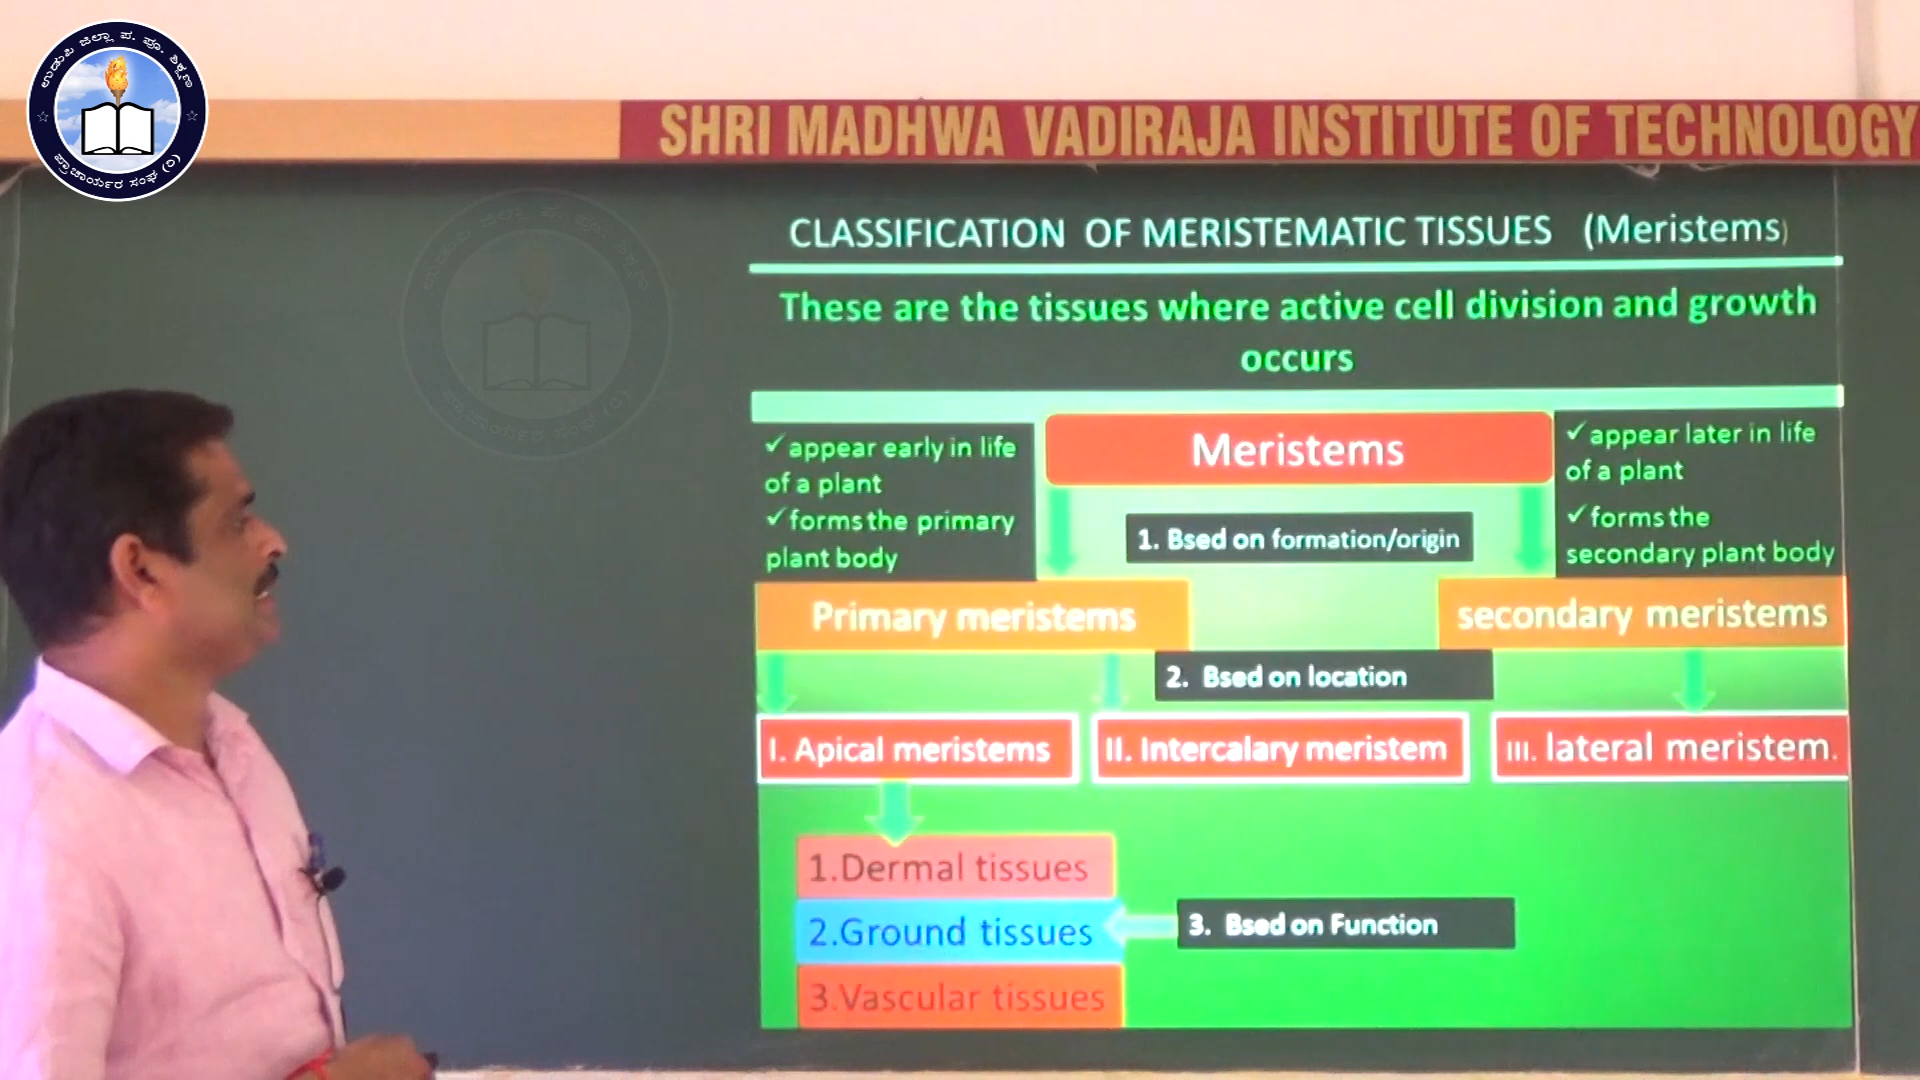 ಉಡುಪಿ ಜಿಲ್ಲಾ ಪ. ಪೂ. ಶಿಕ್ಷಣ
ಪ್ರಾಚಾರ್ಯರ ಸಂಘ (ರಿ)
SHRI MADHWA VADIRAJA INSTITUTE OF TECHNOLOGY
CLASSIFICATION OF MERISTEMATIC TISSUES (Meristems)
These are the tissues where active cell division and growth
occurs
✓appear early in life
of a plant
✓forms the primary
plant body
Meristems
✓appear later in life
of a plant
✓forms the
secondary plant body
1. Bsed on formation/origin
Primary meristems
secondary meristems
2. Bsed on location
I. Apical meristems
II. Intercalary meristem
III. lateral meristem.
1.Dermal tissues
2.Ground tissues
3. Bsed on Function
3.Vascular tissues